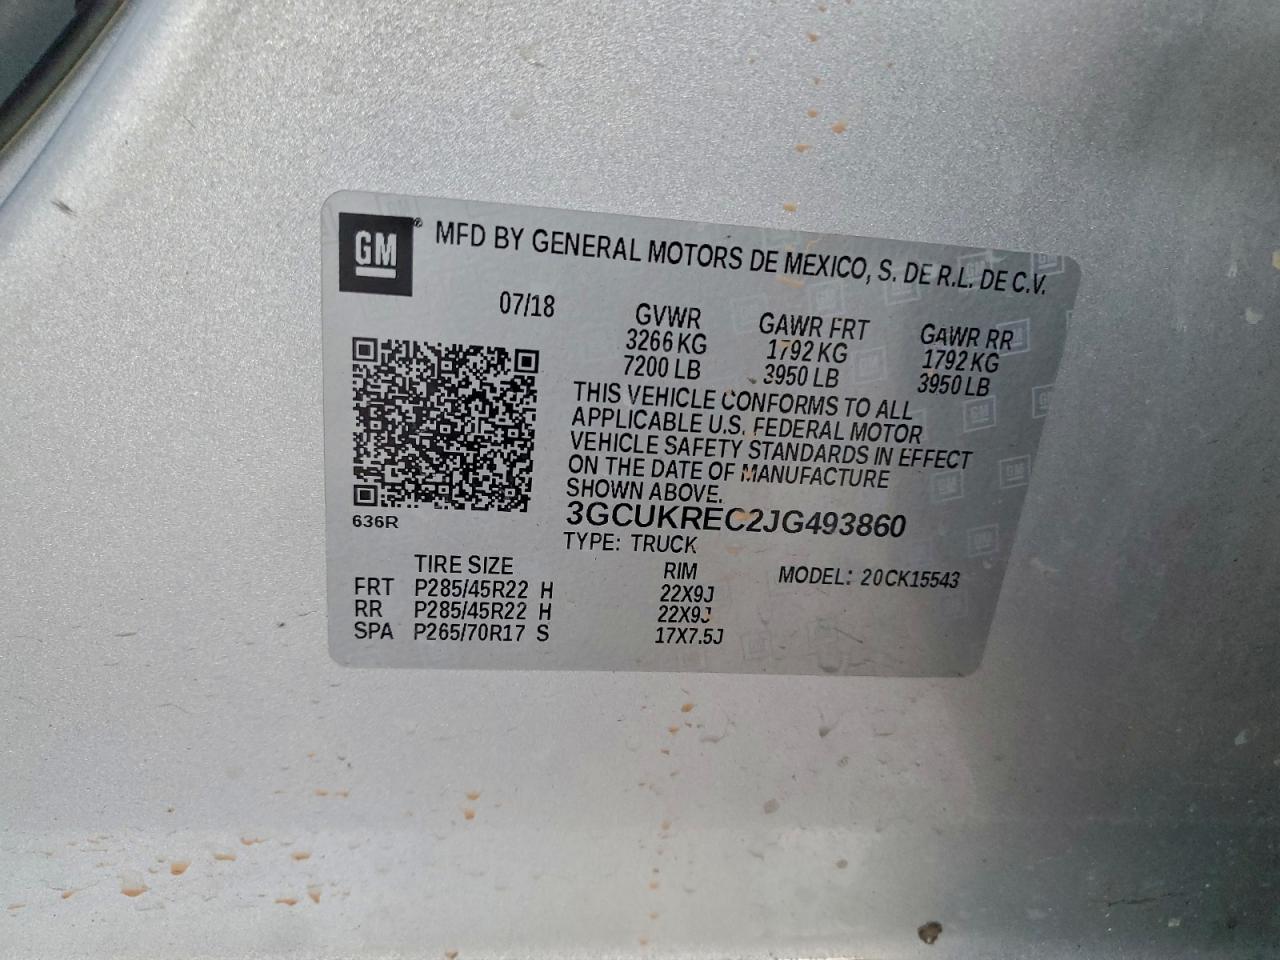 GM®
MFD BY GENERAL MOTORS DE MEXICO, S. DE R.L. DE C.V.
07/18 GVWR GAWR FRT GAWR RR
3266 KG 1792 KG 1792 KG
7200 LB 3950 LB 3950 LB
THIS VEHICLE CONFORMS TO ALL
APPLICABLE U.S. FEDERAL MOTOR
VEHICLE SAFETY STANDARDS IN EFFECT
ON THE DATE OF MANUFACTURE
SHOWN ABOVE.
636R 3GCUKREC2JG493860
TYPE: TRUCK
TIRE SIZE RIM MODEL: 20CK15543
FRT P285/45R22 H 22X9J
RR P285/45R22 H 22X9J
SPA P265/70R17 S 17X7.5J